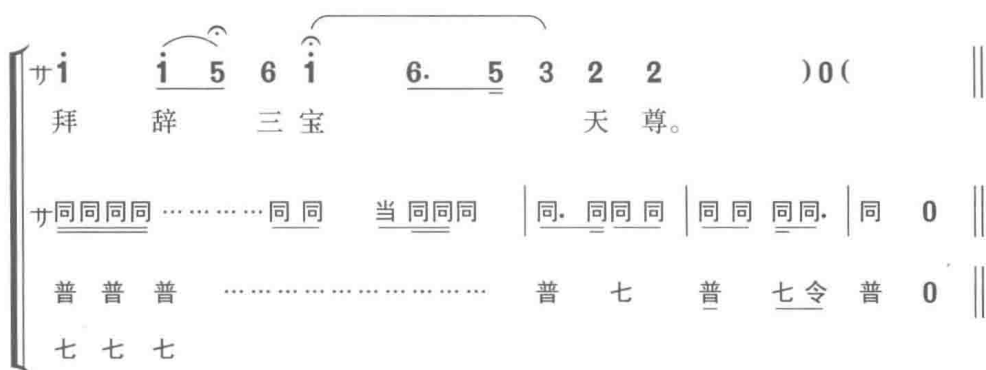 サi i 5 6 i 6. 5 3 2 2 )0(
拜 辞 三 宝 天 尊。
サ同同同同 …………同 同 当 同同同 | 同. 同同 同 | 同 同 同同. | 同 0
普 普 普 ………………………… 普 七 普 七 令 普 0
七 七 七